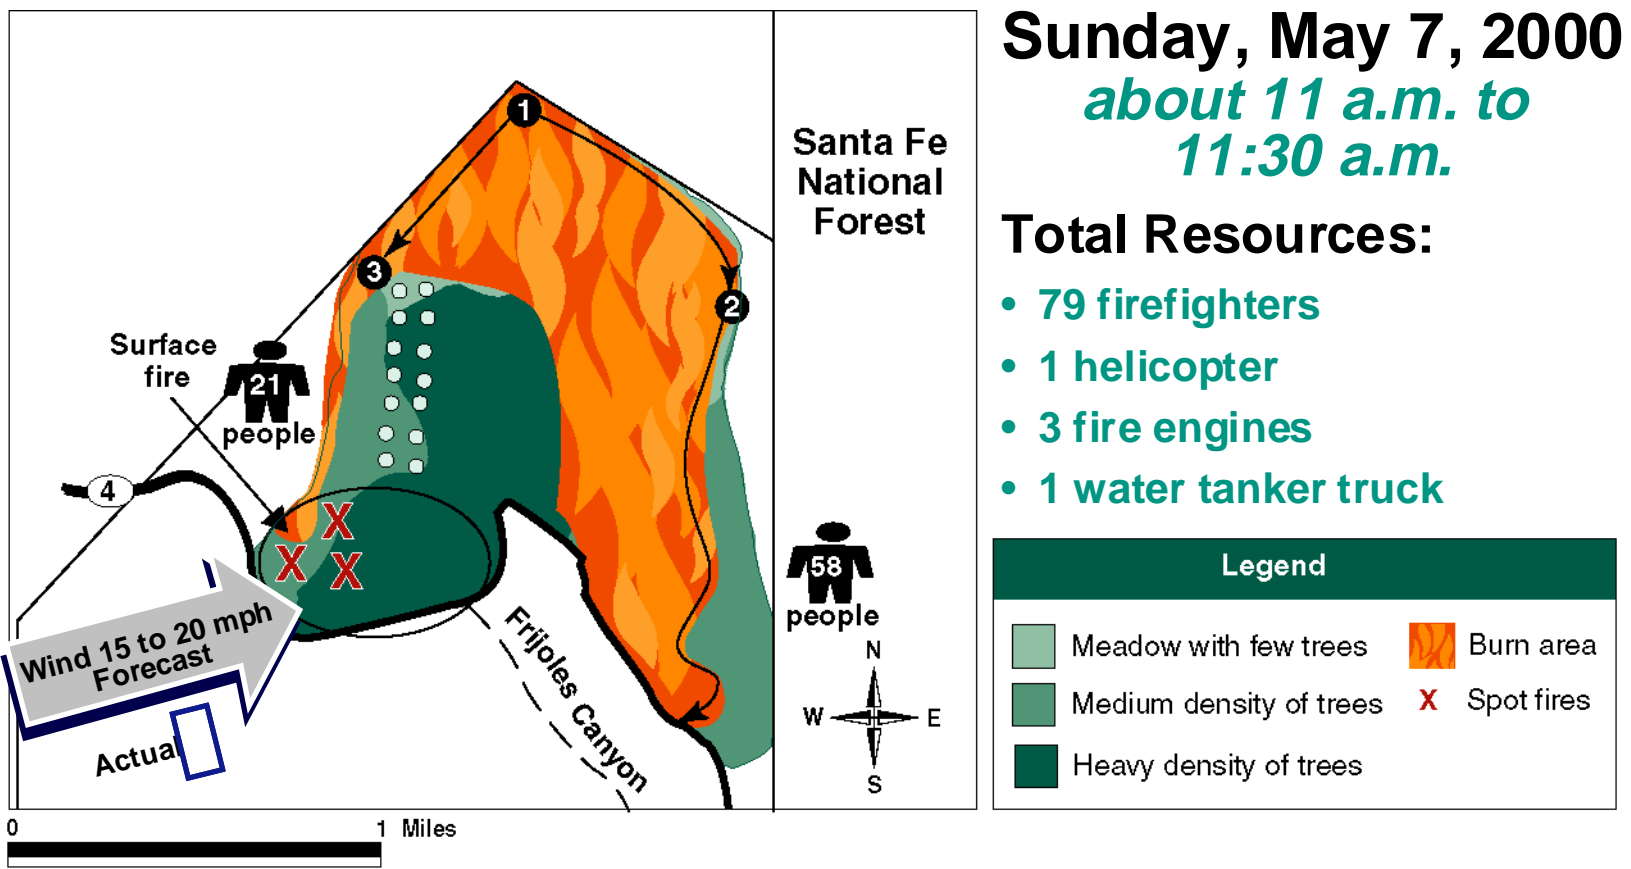 Sunday, May 7, 2000
about 11 a.m. to
11:30 a.m.
Total Resources:
• 79 firefighters
• 1 helicopter
• 3 fire engines
• 1 water tanker truck
Legend
Meadow with few trees
Medium density of trees
Heavy density of trees
Burn area
X Spot fires
Santa Fe
National
Forest
1
2
3
Surface
fire
21
people
4
X
X
X
58
people
Wind 15 to 20 mph
Forecast
Actual
Frijoles Canyon
N
W E
S
0 1 Miles